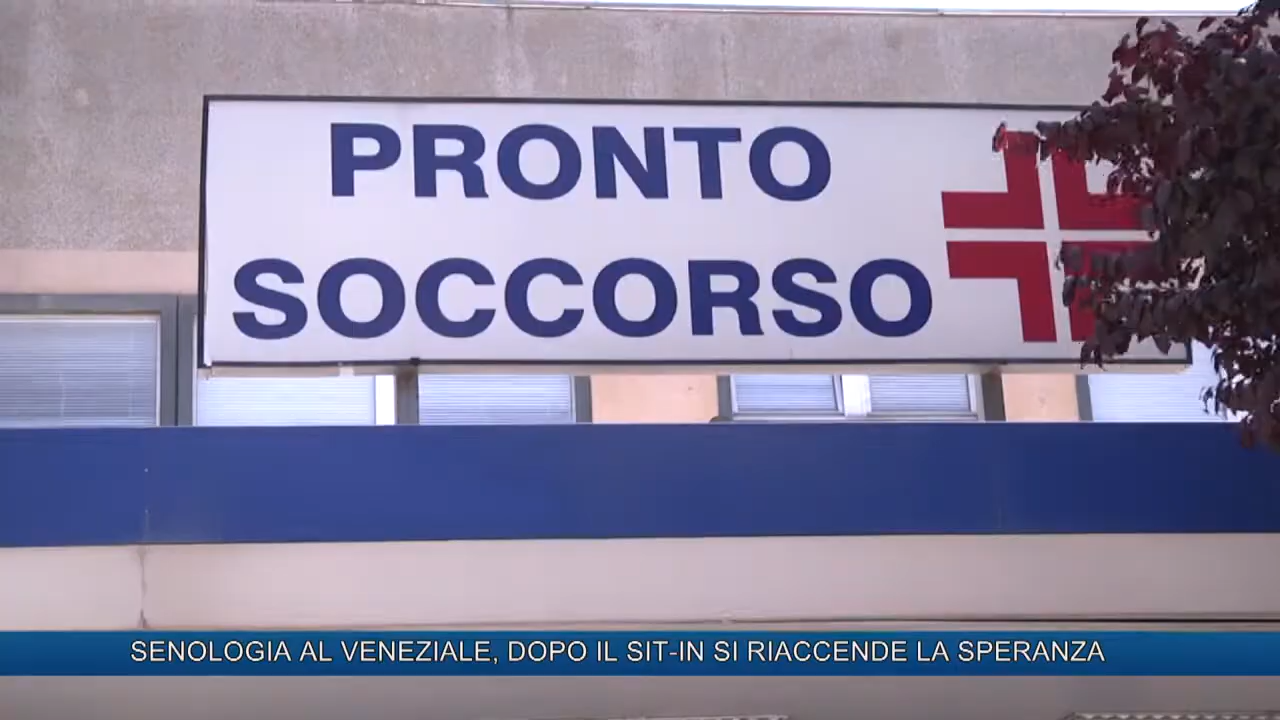 PRONTO
SOCCORSO
SENOLOGIA AL VENEZIALE, DOPO IL SIT-IN SI RIACCENDE LA SPERANZA